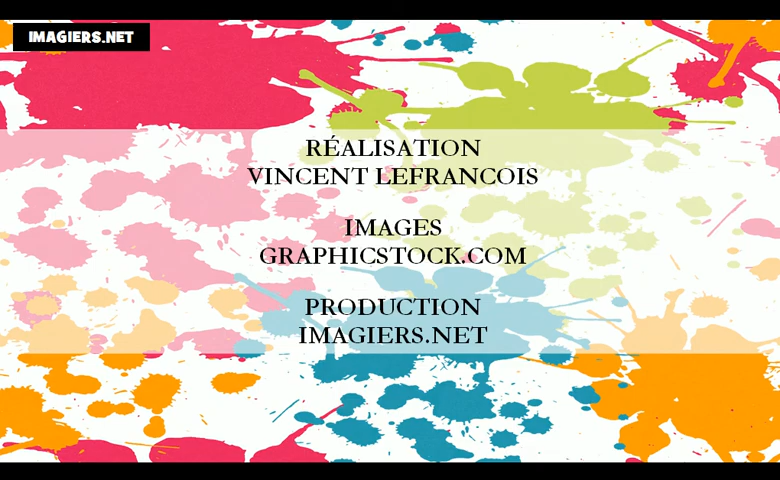 IMAGIERS.NET
RÉALISATION
VINCENT LEFRANCOIS
IMAGES
GRAPHICSTOCK.COM
PRODUCTION
IMAGIERS.NET